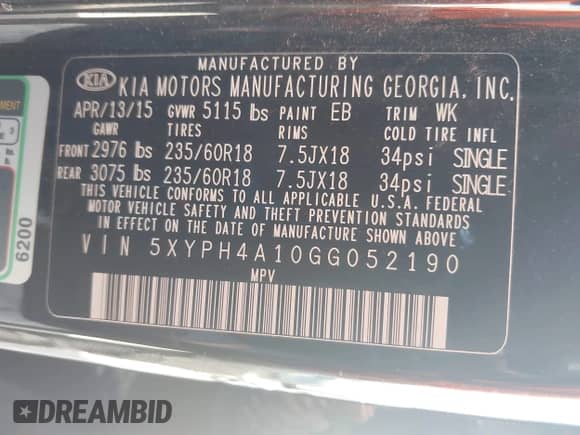 MANUFACTURED BY
KIA KIA MOTORS MANUFACTURING GEORGIA, INC.
APR/13/15 GVWR 5115 lbs PAINT EB TRIM WK
GAWR TIRES RIMS COLD TIRE INFL
FRONT 2976 lbs 235/60R18 7.5JX18 34psi SINGLE
REAR 3075 lbs 235/60R18 7.5JX18 34psi SINGLE
THIS VEHICLE CONFORMS TO ALL APPLICABLE U.S.A. FEDERAL
MOTOR VEHICLE SAFETY AND THEFT PREVENTION STANDARDS
IN EFFECT ON THE DATE OF MANUFACTURE SHOWN ABOVE.
VIN 5XYPH4A10GG052190
MPV
6200
DREAMBID